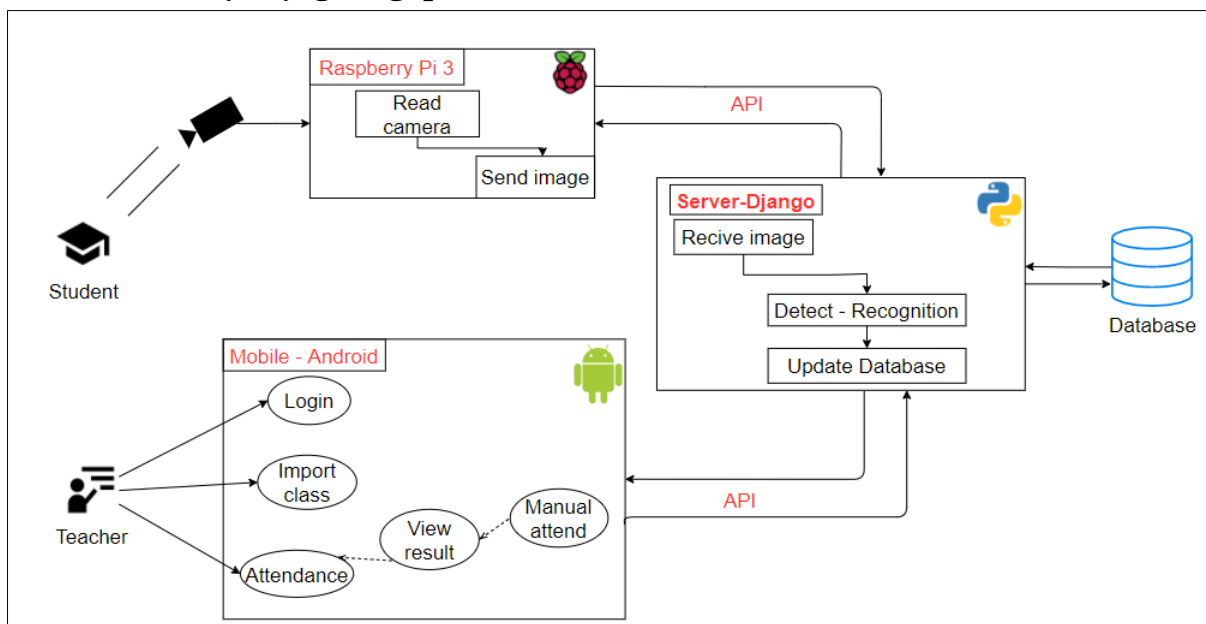 Raspberry Pi 3
Read
camera
Send image
API
Student
Server-Django
Recive image
Detect - Recognition
Update Database
Database
Mobile - Android
Login
Import
class
Manual
attend
View
result
Attendance
Teacher
API